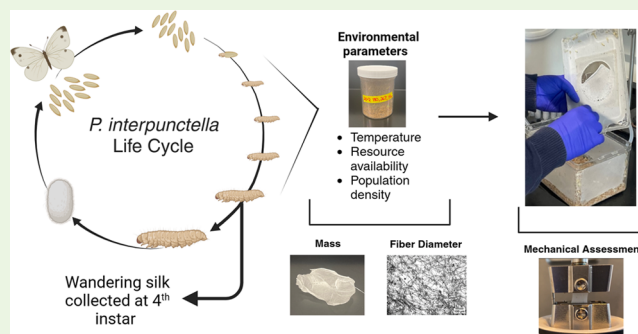 P. interpunctella
Life Cycle
Wandering silk
collected at 4th
instar
Environmental
parameters
• Temperature
• Resource
availability
• Population
density
Mass
Fiber Diameter
Mechanical Assessmen